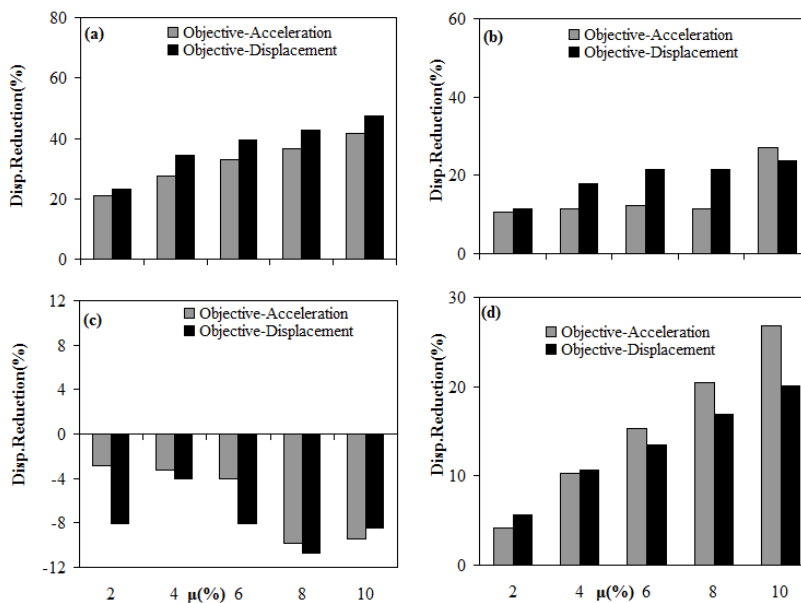 80
(a)
Objective-Acceleration
Objective-Displacement
60
40
20
0
Disp.Reduction(%)
60
(b)
Objective-Acceleration
Objective-Displacement
40
20
0
Disp.Reduction(%)
12
(c)
Objective-Acceleration
Objective-Displacement
8
4
0
-4
-8
-12
Disp.Reduction(%)
2 4 μ(%) 6 8 10
30
(d)
Objective-Acceleration
Objective-Displacement
20
10
0
Disp.Reduction(%)
2 4 μ(%) 6 8 10